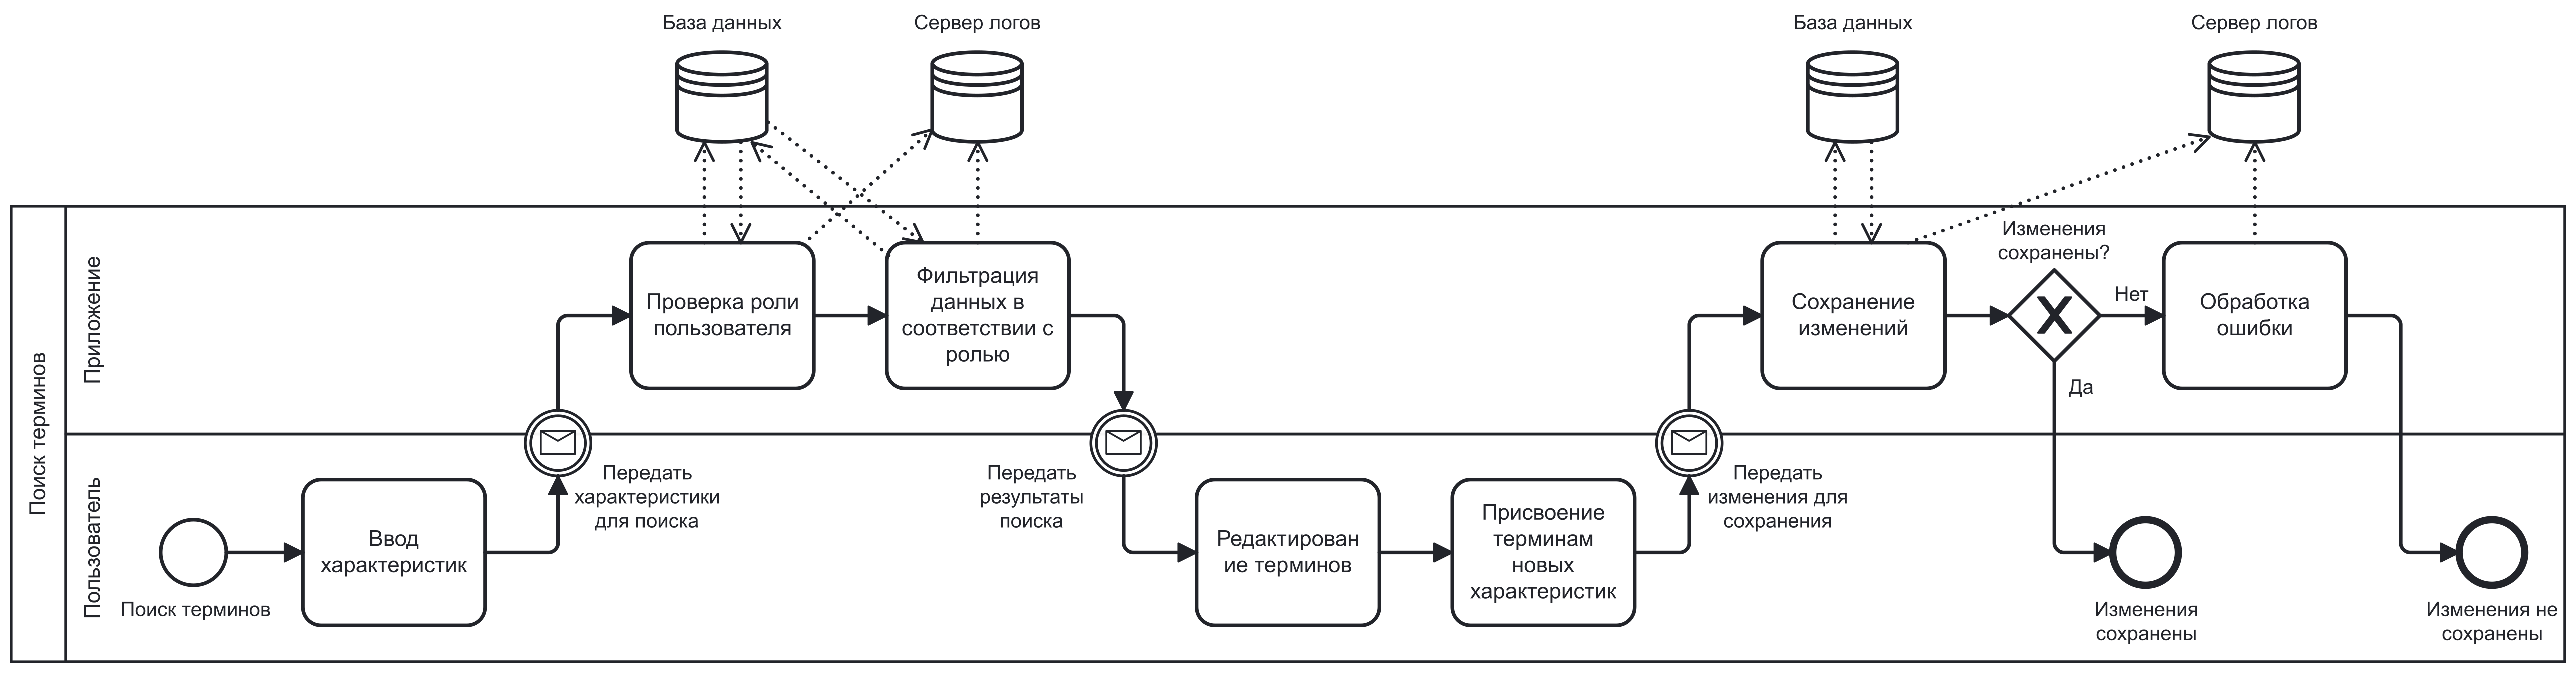 База данных
Сервер логов
База данных
Сервер логов
Поиск терминов
Приложение
Проверка роли
пользователя
Фильтрация
данных в
соответствии с
ролью
Сохранение
изменений
Изменения
сохранены?
Нет
Да
Обработка
ошибки
Пользователь
Поиск терминов
Ввод
характеристик
Передать
характеристики
для поиска
Передать
результаты
поиска
Редактирован
ие терминов
Присвоение
терминам
новых
характеристик
Передать
изменения для
сохранения
Изменения
сохранены
Изменения не
сохранены